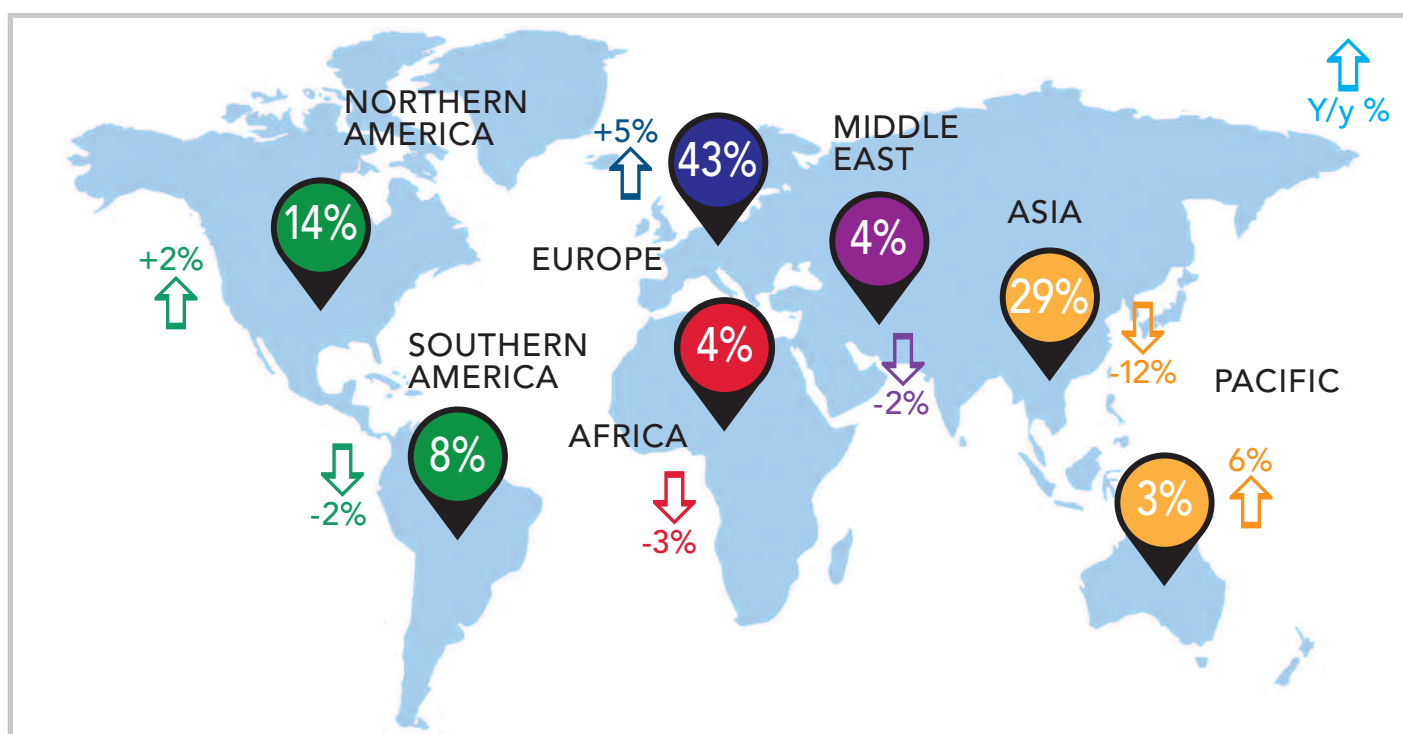 Y/y %
NORTHERN
AMERICA
14%
+2%
+5%
43%
EUROPE
MIDDLE
EAST
4%
-2%
ASIA
29%
-12%
SOUTHERN
AMERICA
8%
-2%
AFRICA
4%
-3%
PACIFIC
3%
6%